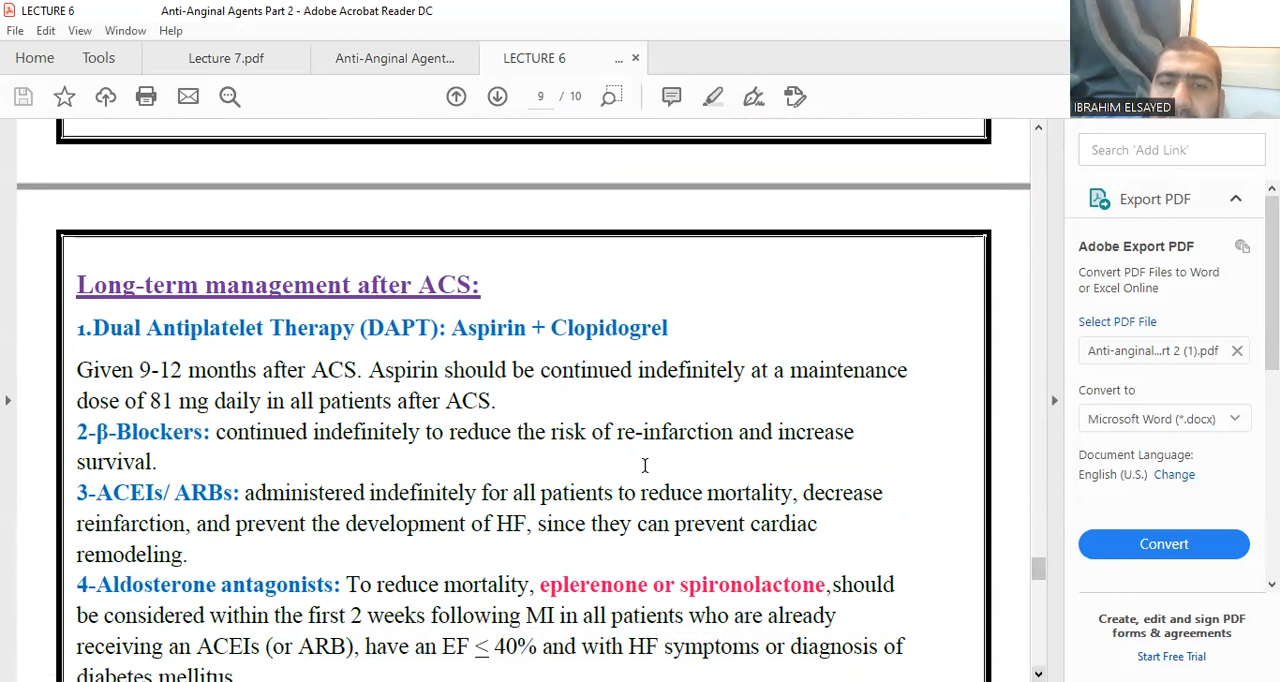 LECTURE 6 Anti-Anginal Agents Part 2 - Adobe Acrobat Reader DC
File Edit View Window Help
Home Tools Lecture 7.pdf Anti-Anginal Agent... LECTURE 6 ... ×
9 / 10
IBRAHIM ELSAYED
Long-term management after ACS:
1.Dual Antiplatelet Therapy (DAPT): Aspirin + Clopidogrel
Given 9-12 months after ACS. Aspirin should be continued indefinitely at a maintenance
dose of 81 mg daily in all patients after ACS.
2-β-Blockers: continued indefinitely to reduce the risk of re-infarction and increase
survival.
3-ACEIs/ ARBs: administered indefinitely for all patients to reduce mortality, decrease
reinfarction, and prevent the development of HF, since they can prevent cardiac
remodeling.
4-Aldosterone antagonists: To reduce mortality, eplerenone or spironolactone,should
be considered within the first 2 weeks following MI in all patients who are already
receiving an ACEIs (or ARB), have an EF ≤ 40% and with HF symptoms or diagnosis of
diabetes mellitus.
Search 'Add Link'
Export PDF
Adobe Export PDF
Convert PDF Files to Word
or Excel Online
Select PDF File
Anti-anginal...rt 2 (1).pdf
Convert to
Microsoft Word (*.docx)
Document Language:
English (U.S.) Change
Convert
Create, edit and sign PDF
forms & agreements
Start Free Trial